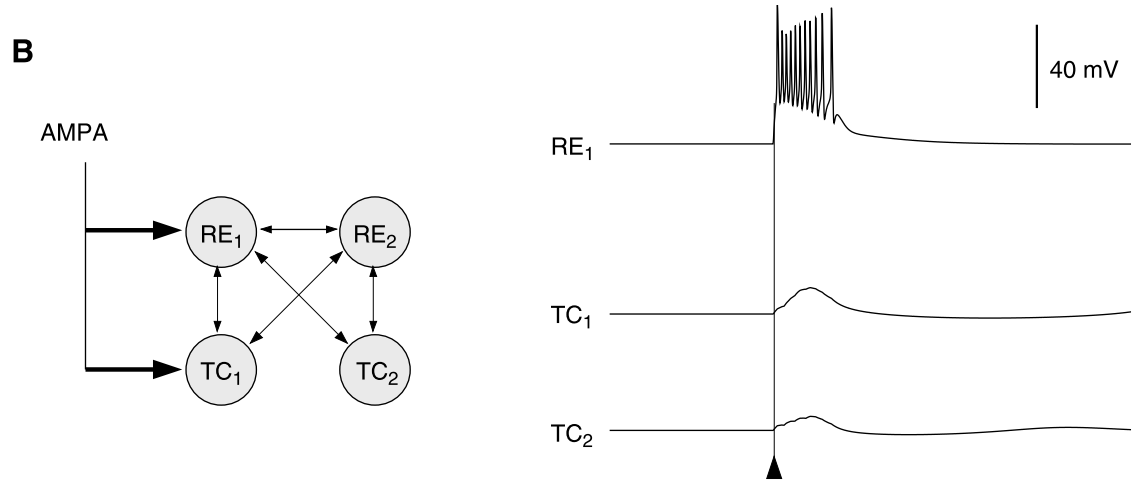 B
AMPA
RE₁
RE₂
TC₁
TC₂
40 mV
RE₁
TC₁
TC₂